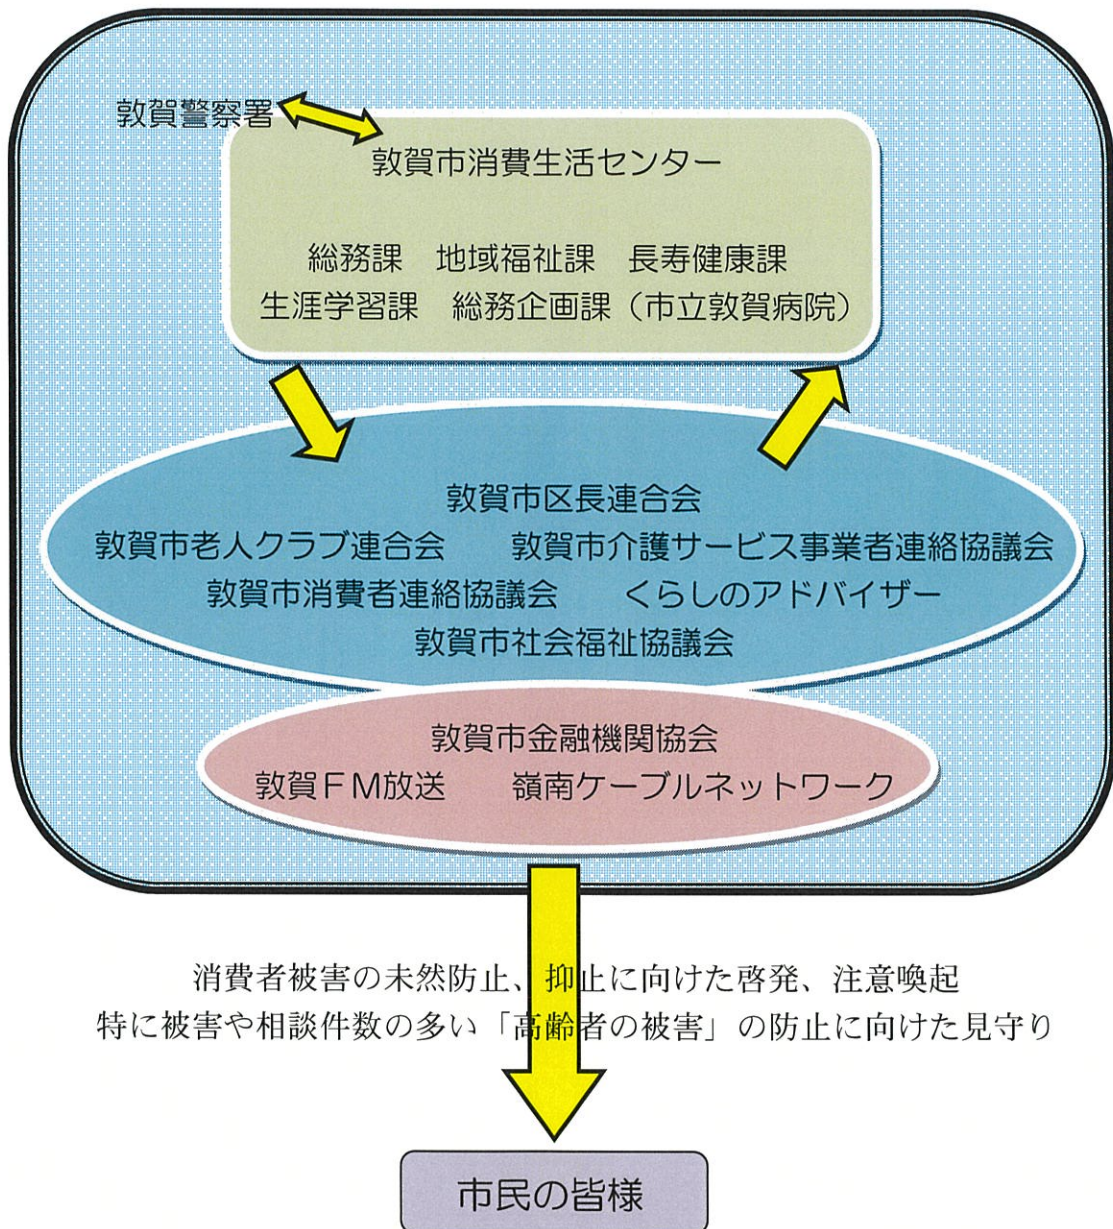 敦賀警察署
敦賀市消費生活センター
総務課　地域福祉課　長寿健康課
生涯学習課　総務企画課（市立敦賀病院）
敦賀市区長連合会
敦賀市老人クラブ連合会　　敦賀市介護サービス事業者連絡協議会
敦賀市消費者連絡協議会　　くらしのアドバイザー
敦賀市社会福祉協議会
敦賀市金融機関協会
敦賀ＦＭ放送　　嶺南ケーブルネットワーク
消費者被害の未然防止、抑止に向けた啓発、注意喚起
特に被害や相談件数の多い「高齢者の被害」の防止に向けた見守り
市民の皆様